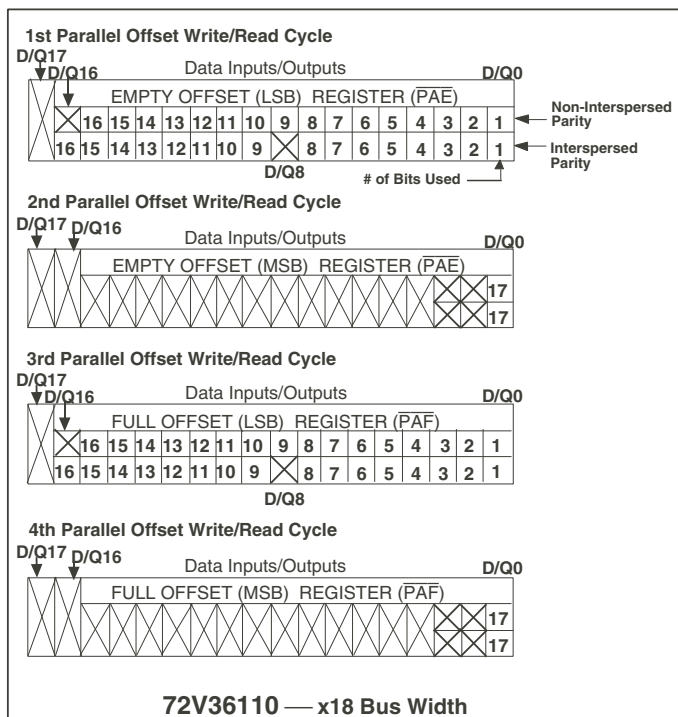 1st Parallel Offset Write/Read Cycle
D/Q17
D/Q16
Data Inputs/Outputs
D/Q0
EMPTY OFFSET (LSB) REGISTER (PAE)
16 15 14 13 12 11 10 9 8 7 6 5 4 3 2 1
Non-Interspersed
Parity
16 15 14 13 12 11 10 9 8 7 6 5 4 3 2 1
Interspersed
Parity
D/Q8
# of Bits Used
2nd Parallel Offset Write/Read Cycle
D/Q17
D/Q16
Data Inputs/Outputs
D/Q0
EMPTY OFFSET (MSB) REGISTER (PAE)
17
17
3rd Parallel Offset Write/Read Cycle
D/Q17
D/Q16
Data Inputs/Outputs
D/Q0
FULL OFFSET (LSB) REGISTER (PAF)
16 15 14 13 12 11 10 9 8 7 6 5 4 3 2 1
16 15 14 13 12 11 10 9 8 7 6 5 4 3 2 1
D/Q8
4th Parallel Offset Write/Read Cycle
D/Q17
D/Q16
Data Inputs/Outputs
D/Q0
FULL OFFSET (MSB) REGISTER (PAF)
17
17
72V36110 — x18 Bus Width